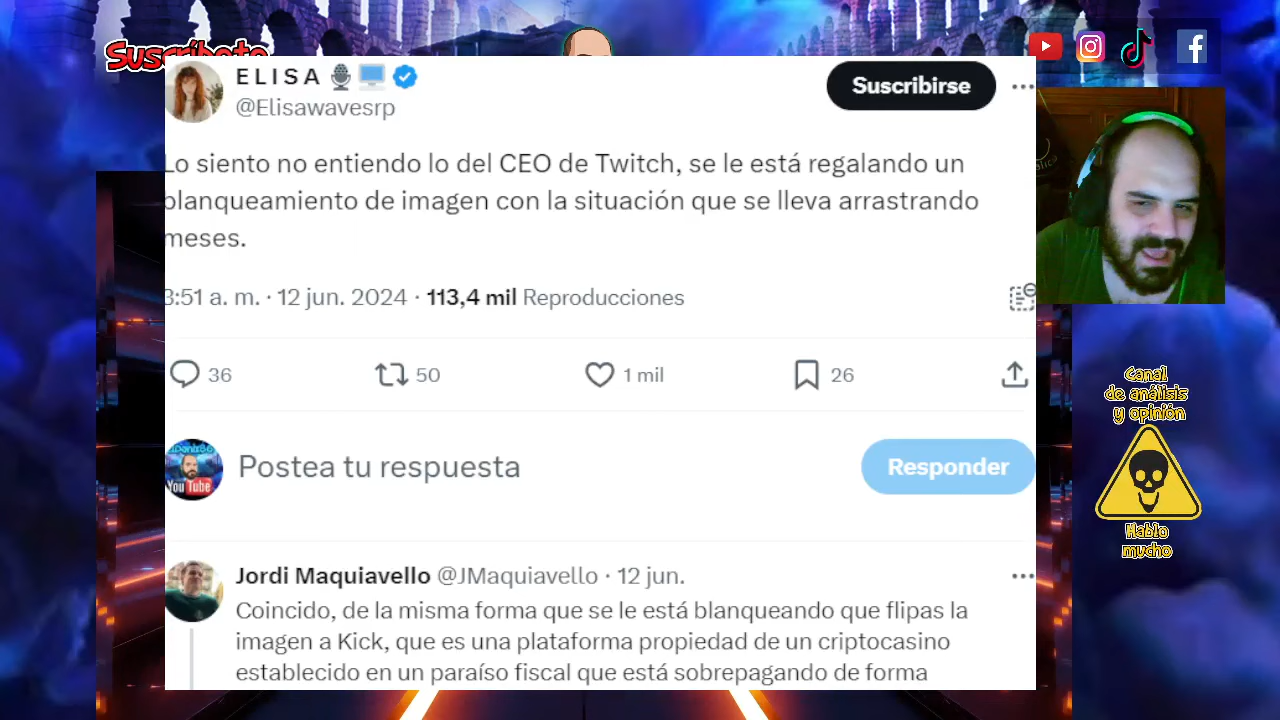 Suscríbete
E L I S A
@Elisawavesrp
Suscribirse
Lo siento no entiendo lo del CEO de Twitch, se le está regalando un
blanqueamiento de imagen con la situación que se lleva arrastrando
meses.
3:51 a. m. · 12 jun. 2024 · 113,4 mil Reproducciones
36
50
1 mil
26
Postea tu respuesta
Responder
You Tube
Jordi Maquiavello @JMaquiavello · 12 jun.
Coincido, de la misma forma que se le está blanqueando que flipas la
imagen a Kick, que es una plataforma propiedad de un criptocasino
establecido en un paraíso fiscal que está sobrepagando de forma
Canal
de análisis
y opinión
Hablo
mucho